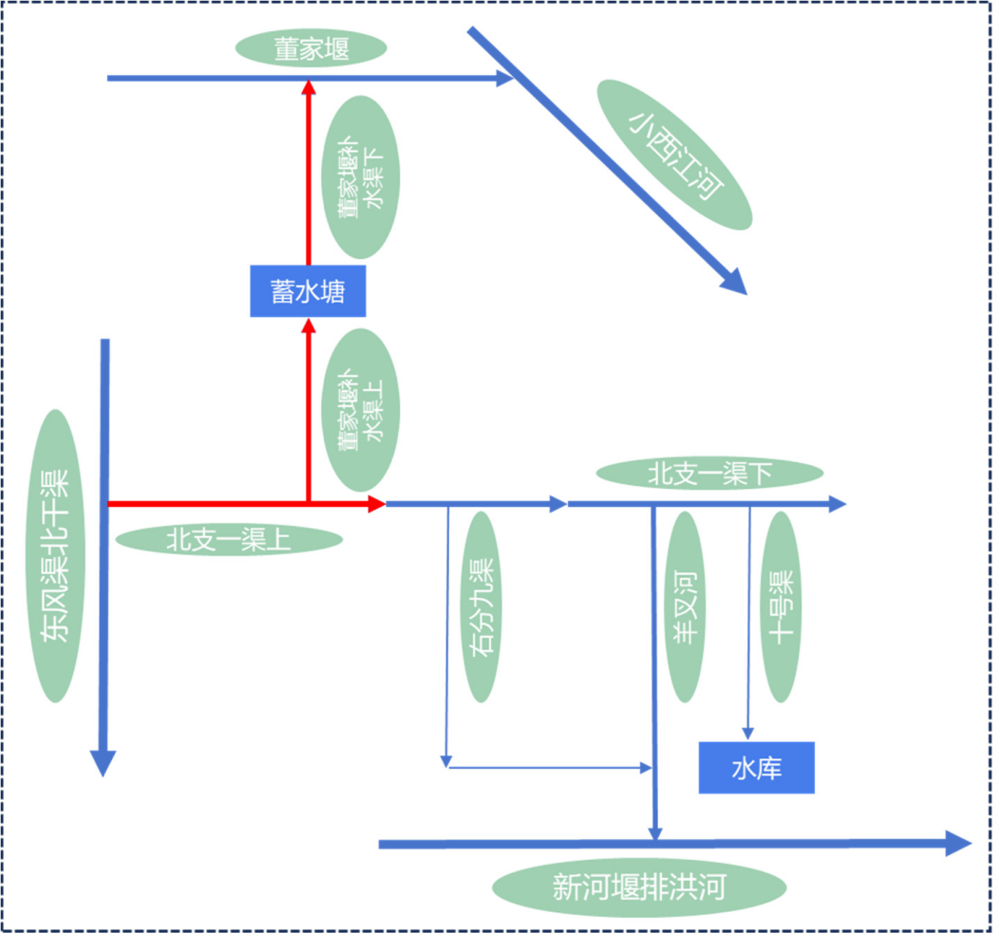 董家堰
小西江河
董家堰补
水渠下
蓄水塘
董家堰补
水渠上
东风渠北干渠
北支一渠上
北支一渠下
右分九渠
羊叉河
十号渠
水库
新河堰排洪河